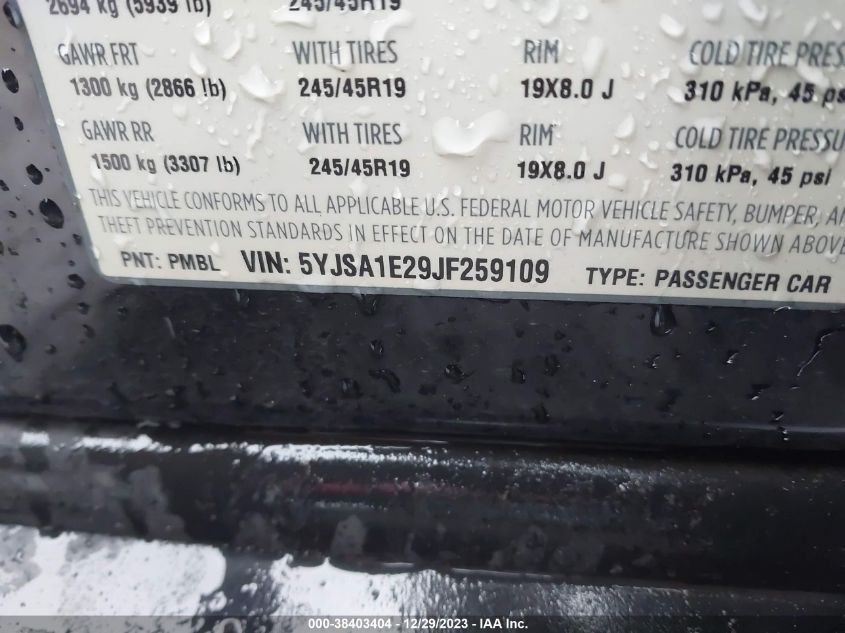 2694 kg (5939 lb) 245/45R19
GAWR FRT WITH TIRES RIM COLD TIRE PRESS
1300 kg (2866 lb) 245/45R19 19X8.0 J 310 kPa, 45 psi
GAWR RR WITH TIRES RIM COLD TIRE PRESSU
1500 kg (3307 lb) 245/45R19 19X8.0 J 310 kPa, 45 psi
THIS VEHICLE CONFORMS TO ALL APPLICABLE U.S. FEDERAL MOTOR VEHICLE SAFETY, BUMPER, AN
THEFT PREVENTION STANDARDS IN EFFECT ON THE DATE OF MANUFACTURE SHOWN ABOVE
PNT: PMBL VIN: 5YJSA1E29JF259109 TYPE: PASSENGER CAR
000-38403404 - 12/29/2023 - IAA Inc.